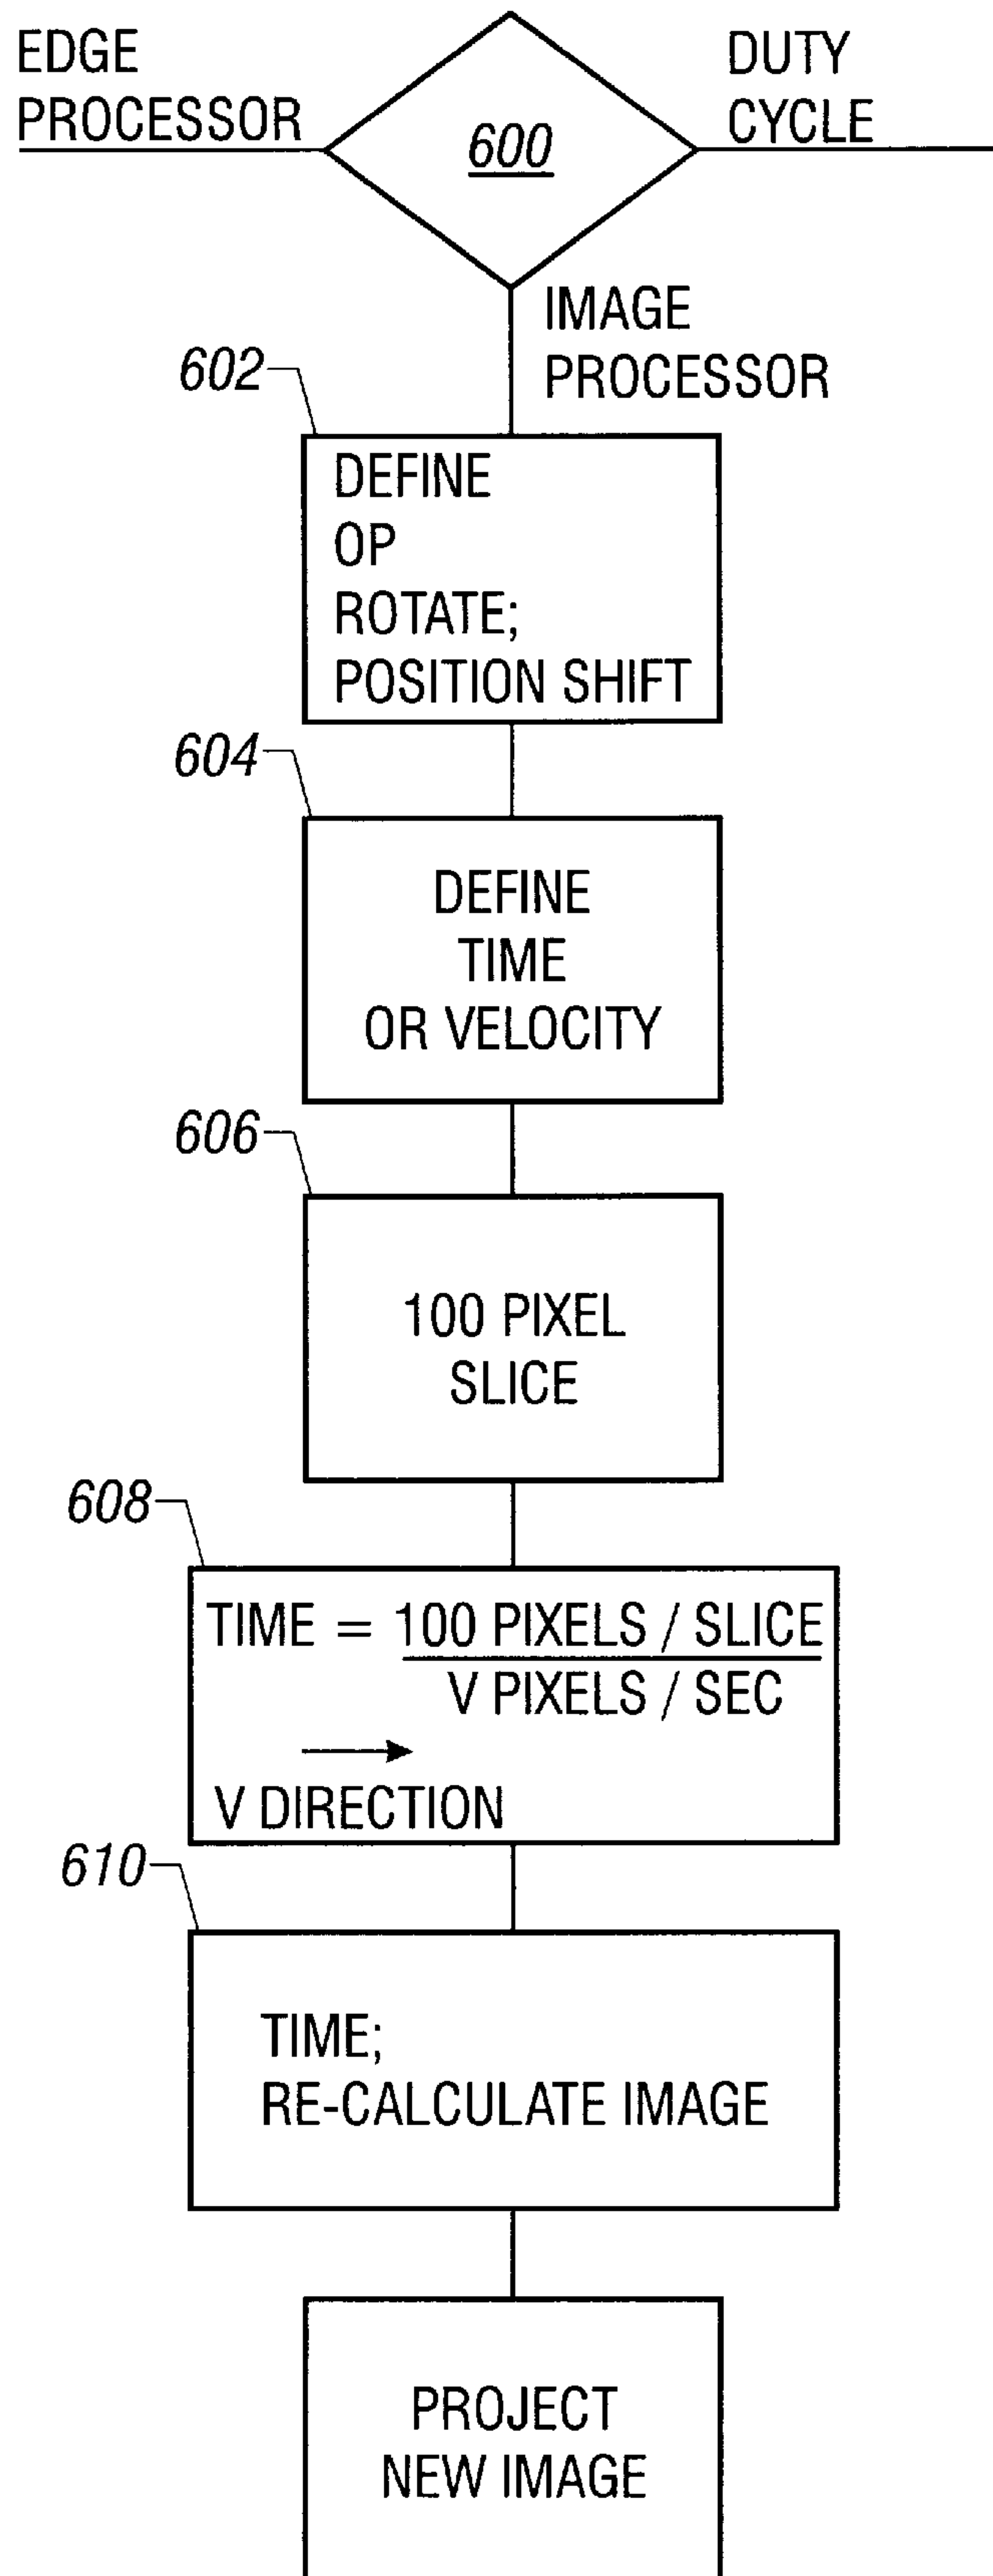 EDGE
PROCESSOR
600
DUTY
CYCLE
IMAGE
PROCESSOR
602
DEFINE
OP
ROTATE;
POSITION SHIFT
604
DEFINE
TIME
OR VELOCITY
606
100 PIXEL
SLICE
608
TIME = 100 PIXELS / SLICE
V PIXELS / SEC
V DIRECTION
610
TIME;
RE-CALCULATE IMAGE
PROJECT
NEW IMAGE